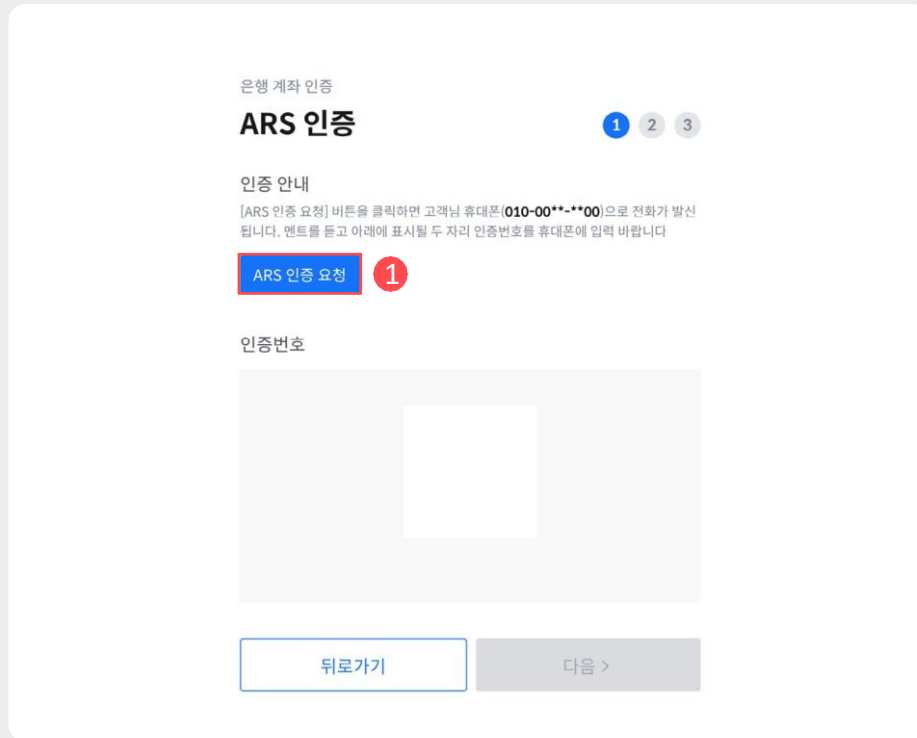 은행 계좌 인증
ARS 인증
1 2 3
인증 안내
[ARS 인증 요청] 버튼을 클릭하면 고객님 휴대폰(010-00**-**00)으로 전화가 발신
됩니다. 멘트를 듣고 아래에 표시될 두 자리 인증번호를 휴대폰에 입력 바랍니다
ARS 인증 요청 1
인증번호
뒤로가기 다음 >